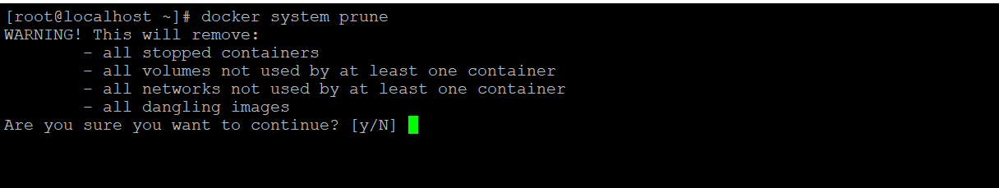 [root@localhost ~]# docker system prune
WARNING! This will remove:
        - all stopped containers
        - all volumes not used by at least one container
        - all networks not used by at least one container
        - all dangling images
Are you sure you want to continue? [y/N]